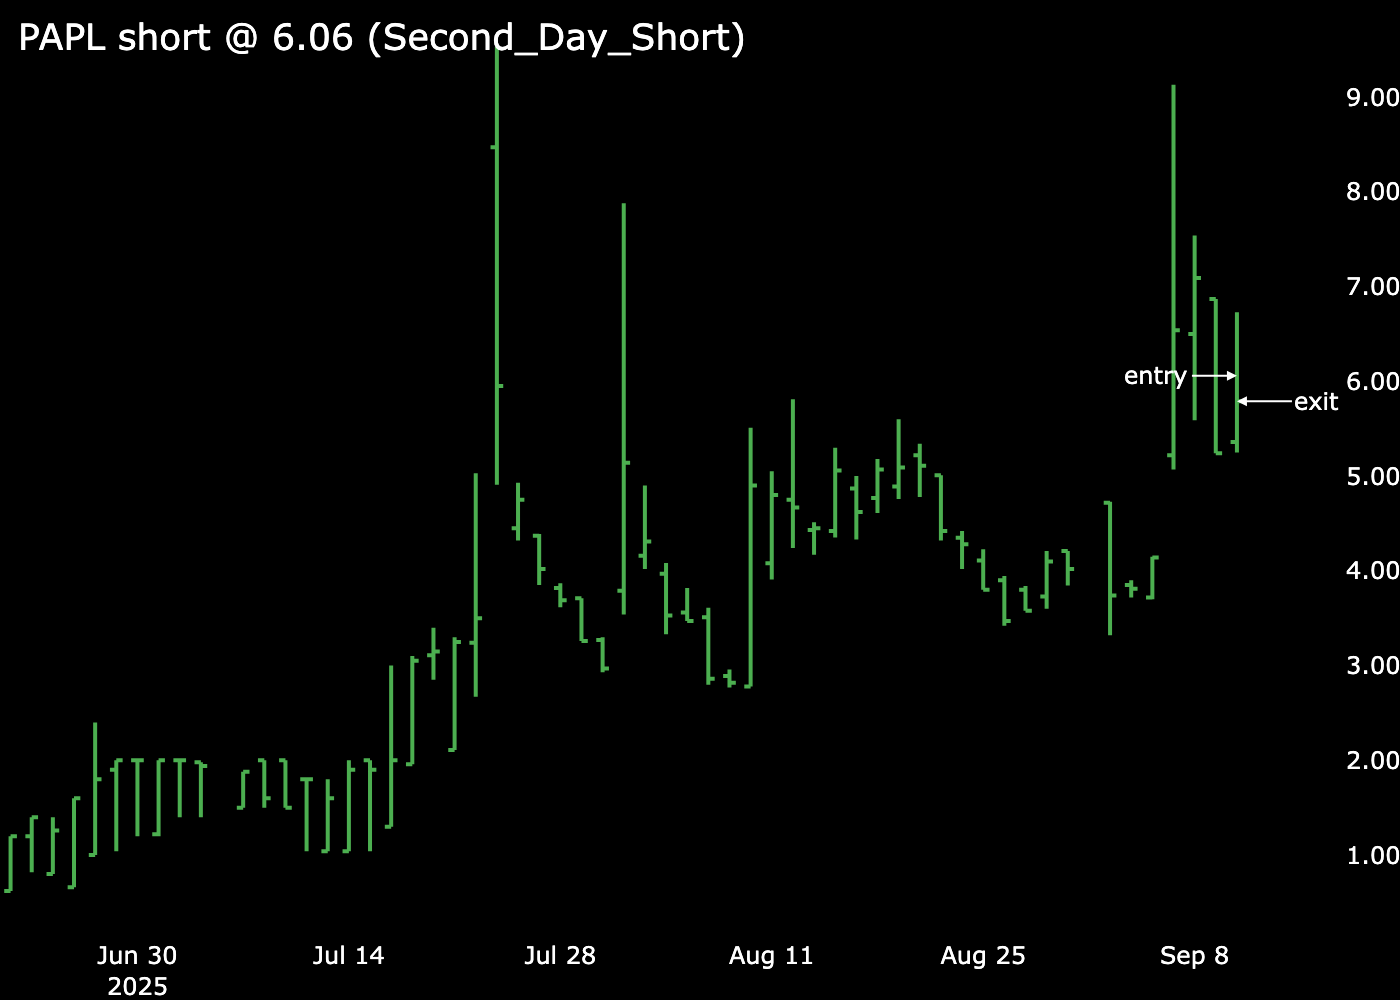 PAPL short @ 6.06 (Second_Day_Short)
9.00
8.00
7.00
entry
6.00
exit
5.00
4.00
3.00
2.00
1.00
Jun 30
2025
Jul 14
Jul 28
Aug 11
Aug 25
Sep 8